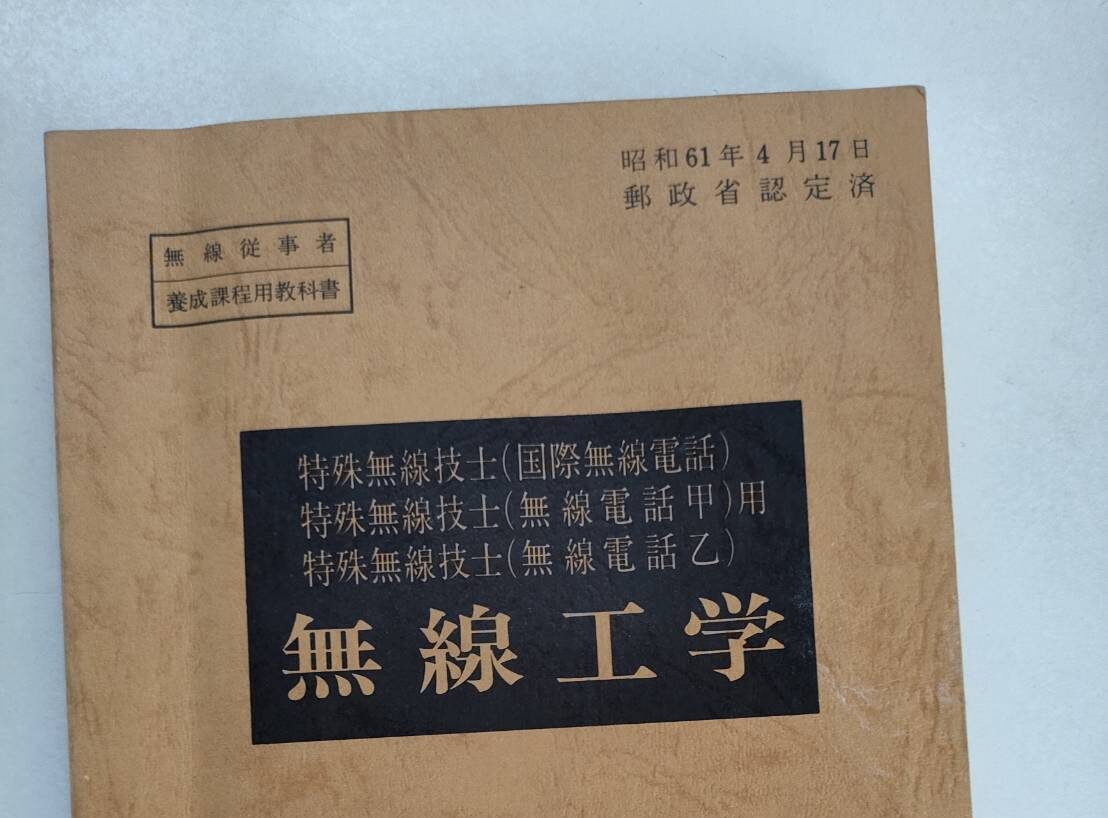 昭和61年4月17日
郵政省認定済
無線従事者
養成課程用教科書
特殊無線技士(国際無線電話)
特殊無線技士(無線電話甲)用
特殊無線技士(無線電話乙)
無線工学